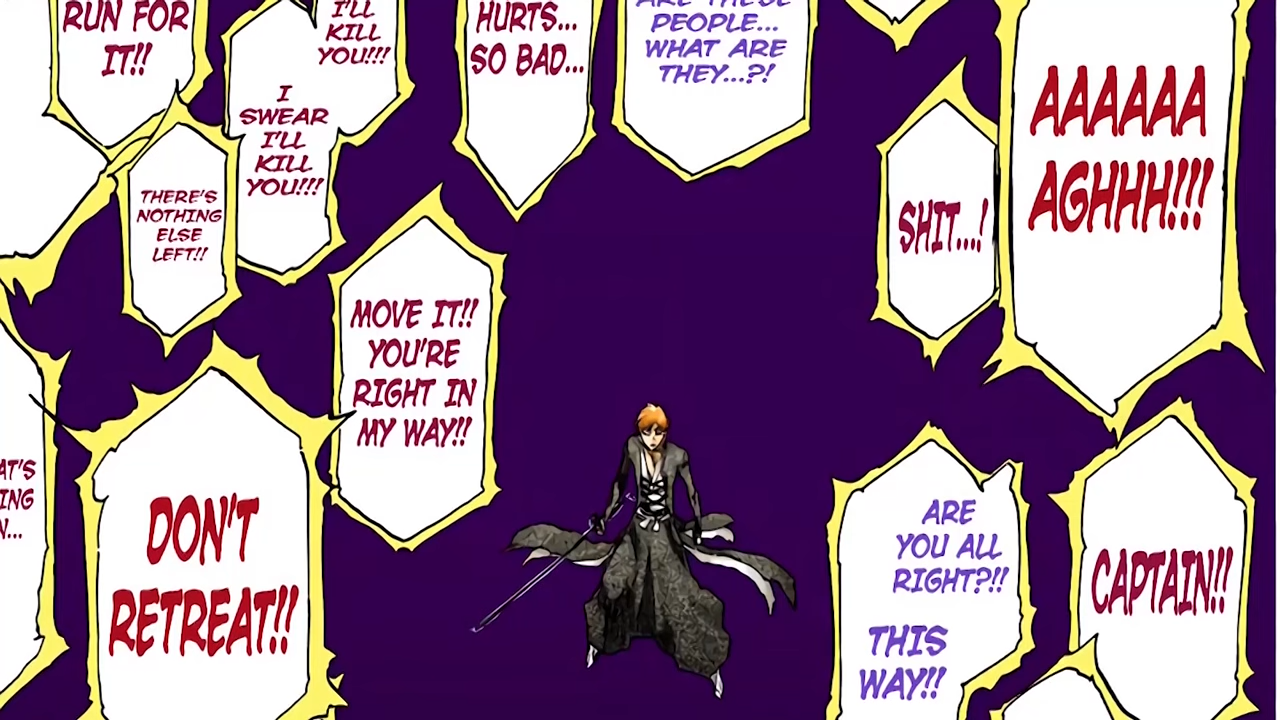 RUN FOR
IT!!
I'LL
KILL
YOU!!!
I
SWEAR
I'LL
KILL
YOU!!!
HURTS...
SO BAD...
ARE THESE
PEOPLE...
WHAT ARE
THEY...?!
AAAAAA
AGHHH!!!
SHIT...!
THERE'S
NOTHING
ELSE
LEFT!!
MOVE IT!!
YOU'RE
RIGHT IN
MY WAY!!
DON'T
RETREAT!!
ARE
YOU ALL
RIGHT?!!
THIS
WAY!!
CAPTAIN!!